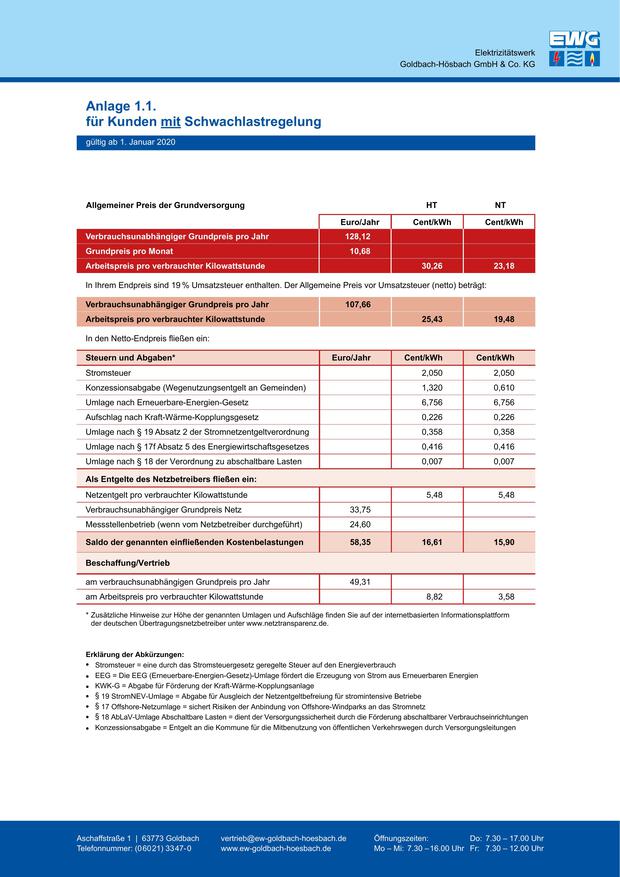 EWG
Elektrizitätswerk
Goldbach-Hösbach GmbH & Co. KG
Anlage 1.1.
für Kunden mit Schwachlastregelung
gültig ab 1. Januar 2020
Allgemeiner Preis der Grundversorgung HT NT
Euro/Jahr Cent/kWh Cent/kWh
Verbrauchsunabhängiger Grundpreis pro Jahr 128,12
Grundpreis pro Monat 10,68
Arbeitspreis pro verbrauchter Kilowattstunde 30,26 23,18
In Ihrem Endpreis sind 19 % Umsatzsteuer enthalten. Der Allgemeine Preis vor Umsatzsteuer (netto) beträgt:
Verbrauchsunabhängiger Grundpreis pro Jahr 107,66
Arbeitspreis pro verbrauchter Kilowattstunde 25,43 19,48
In den Netto-Endpreis fließen ein:
Steuern und Abgaben* Euro/Jahr Cent/kWh Cent/kWh
Stromsteuer 2,050 2,050
Konzessionsabgabe (Wegenutzungsentgelt an Gemeinden) 1,320 0,610
Umlage nach Erneuerbare-Energien-Gesetz 6,756 6,756
Aufschlag nach Kraft-Wärme-Kopplungsgesetz 0,226 0,226
Umlage nach § 19 Absatz 2 der Stromnetzentgeltverordnung 0,358 0,358
Umlage nach § 17f Absatz 5 des Energiewirtschaftsgesetzes 0,416 0,416
Umlage nach § 18 der Verordnung zu abschaltbare Lasten 0,007 0,007
Als Entgelte des Netzbetreibers fließen ein:
Netzentgelt pro verbrauchter Kilowattstunde 5,48 5,48
Verbrauchsunabhängiger Grundpreis Netz 33,75
Messstellenbetrieb (wenn vom Netzbetreiber durchgeführt) 24,60
Saldo der genannten einfließenden Kostenbelastungen 58,35 16,61 15,90
Beschaffung/Vertrieb
am verbrauchsunabhängigen Grundpreis pro Jahr 49,31
am Arbeitspreis pro verbrauchter Kilowattstunde 8,82 3,58
* Zusätzliche Hinweise zur Höhe der genannten Umlagen und Aufschläge finden Sie auf der internetbasierten Informationsplattform
der deutschen Übertragungsnetzbetreiber unter www.netztransparenz.de.
Erklärung der Abkürzungen:
• Stromsteuer = eine durch das Stromsteuergesetz geregelte Steuer auf den Energieverbrauch
• EEG = Die EEG (Erneuerbare-Energien-Gesetz)-Umlage fördert die Erzeugung von Strom aus Erneuerbaren Energien
• KWK-G = Abgabe für Förderung der Kraft-Wärme-Kopplungsanlage
• § 19 StromNEV-Umlage = Abgabe für Ausgleich der Netzentgeltbefreiung für stromintensive Betriebe
• § 17 Offshore-Netzumlage = sichert Risiken der Anbindung von Offshore-Windparks an das Stromnetz
• § 18 AbLaV-Umlage Abschaltbare Lasten = dient der Versorgungssicherheit durch die Förderung abschaltbarer Verbrauchseinrichtungen
• Konzessionsabgabe = Entgelt an die Kommune für die Mitbenutzung von öffentlichen Verkehrswegen durch Versorgungsleitungen
Aschaffstraße 1 | 63773 Goldbach vertrieb@ew-goldbach-hoesbach.de Öffnungszeiten: Do: 7.30 – 17.00 Uhr
Telefonnummer: (06021) 3347-0 www.ew-goldbach-hoesbach.de Mo – Mi: 7.30 – 16.00 Uhr Fr: 7.30 – 12.00 Uhr